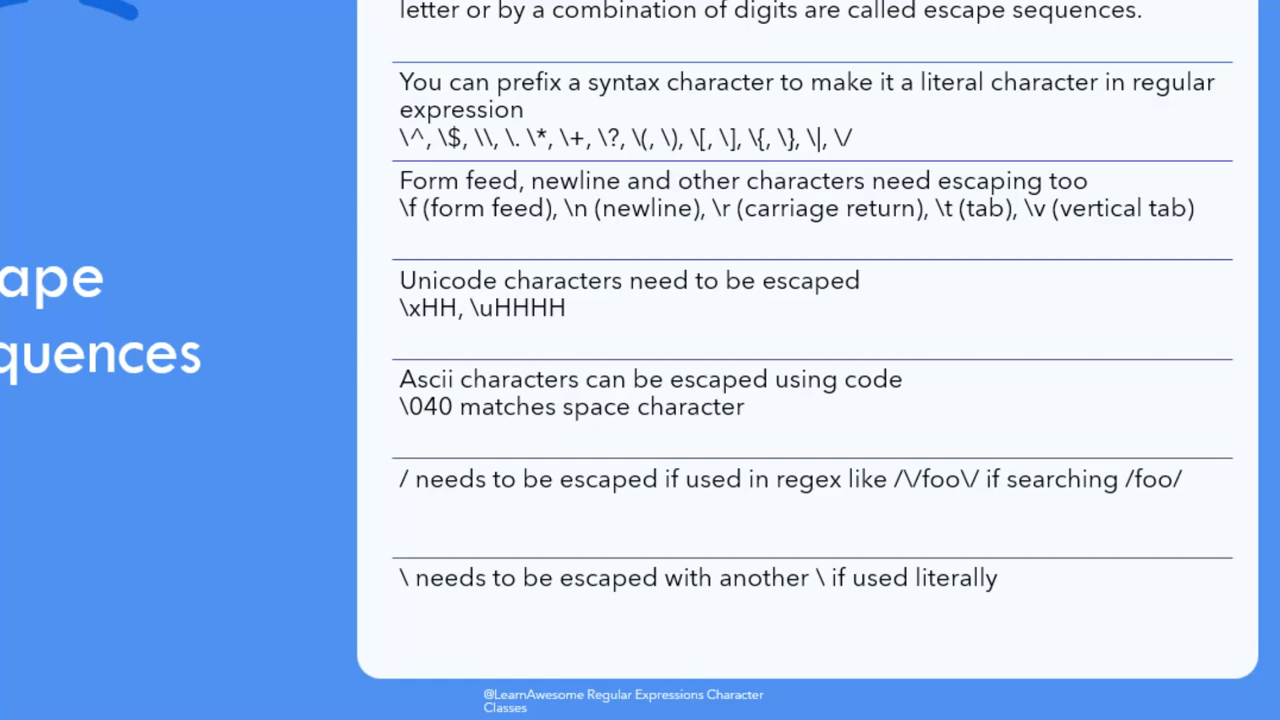 letter or by a combination of digits are called escape sequences.
You can prefix a syntax character to make it a literal character in regular
expression
\^, \$, \\, \. \*, \+, \?, \(, \), \[, \], \{, \}, \|, \/
Form feed, newline and other characters need escaping too
\f (form feed), \n (newline), \r (carriage return), \t (tab), \v (vertical tab)
ape
quences
Unicode characters need to be escaped
\xHH, \uHHHH
Ascii characters can be escaped using code
\040 matches space character
/ needs to be escaped if used in regex like /\/foo\/ if searching /foo/
\ needs to be escaped with another \ if used literally
@LearnAwesome Regular Expressions Character
Classes